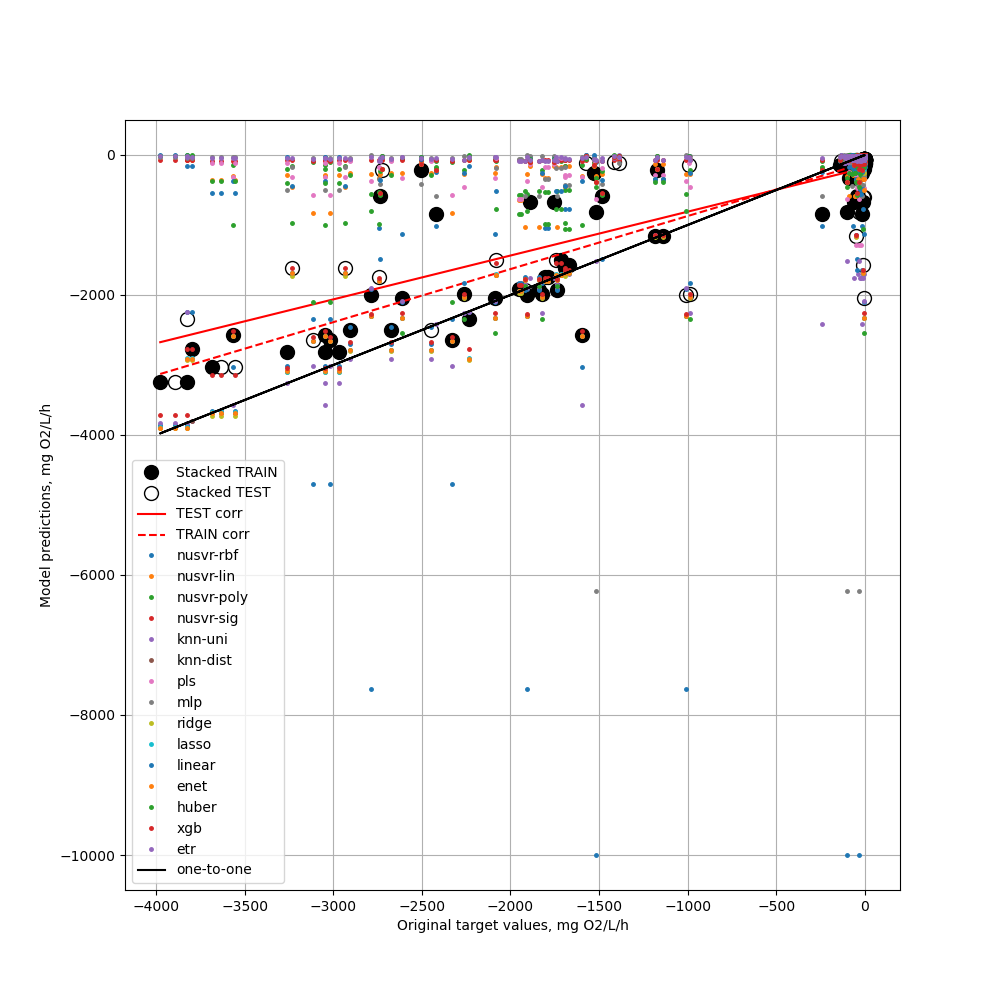 0
−2000
−4000
−6000
−8000
−10000
Model predictions, mg O2/L/h
Stacked TRAIN
Stacked TEST
TEST corr
TRAIN corr
nusvr-rbf
nusvr-lin
nusvr-poly
nusvr-sig
knn-uni
knn-dist
pls
mlp
ridge
lasso
linear
enet
huber
xgb
etr
one-to-one
−4000 −3500 −3000 −2500 −2000 −1500 −1000 −500 0
Original target values, mg O2/L/h